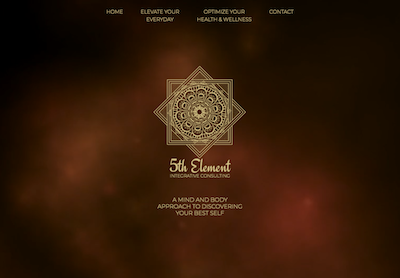 HOME
ELEVATE YOUR
EVERYDAY
OPTIMIZE YOUR
HEALTH & WELLNESS
CONTACT
5th Element
INTEGRATIVE CONSULTING
A MIND AND BODY
APPROACH TO DISCOVERING
YOUR BEST SELF